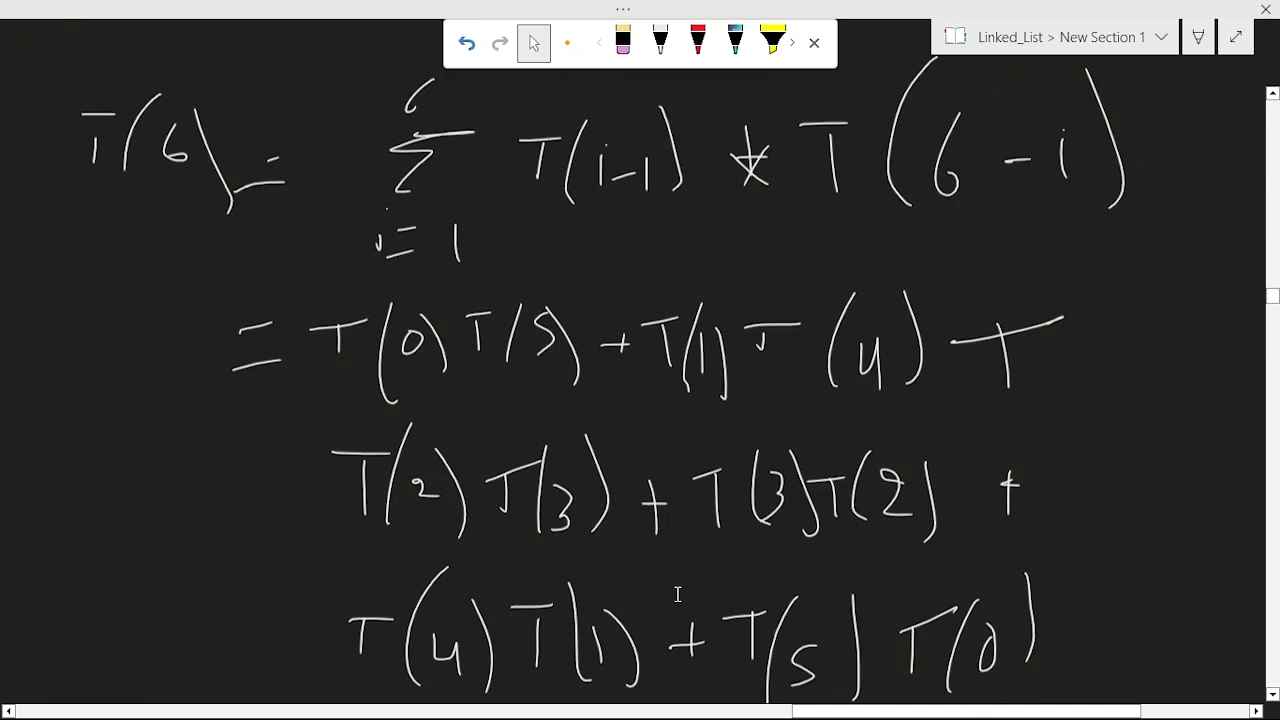 Linked_List > New Section 1
6
T(6) = Σ T(i-1) * T(6-i)
i=1
= T(0) T(5) + T(1) T(4) +
T(2) T(3) + T(3) T(2) +
T(4) T(1) + T(5) T(0)